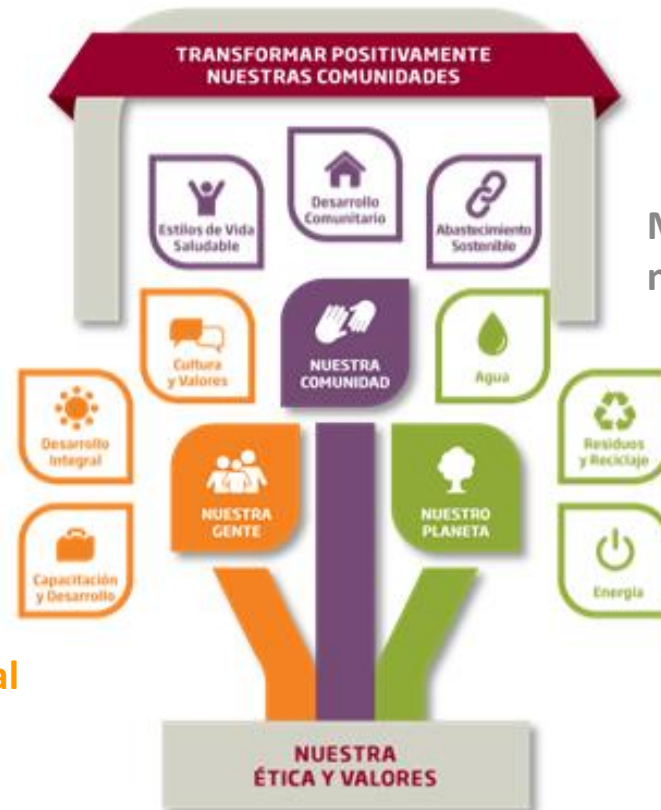 TRANSFORMAR POSITIVAMENTE
NUESTRAS COMUNIDADES
Estilos de Vida
Saludable
Desarrollo
Comunitario
Abastecimiento
Sostenible
Cultura
y Valores
NUESTRA
COMUNIDAD
Agua
Desarrollo
Integral
NUESTRA
GENTE
NUESTRO
PLANETA
Residuos
y Reciclaje
Capacitación
y Desarrollo
Energía
al
NUESTRA
ÉTICA Y VALORES